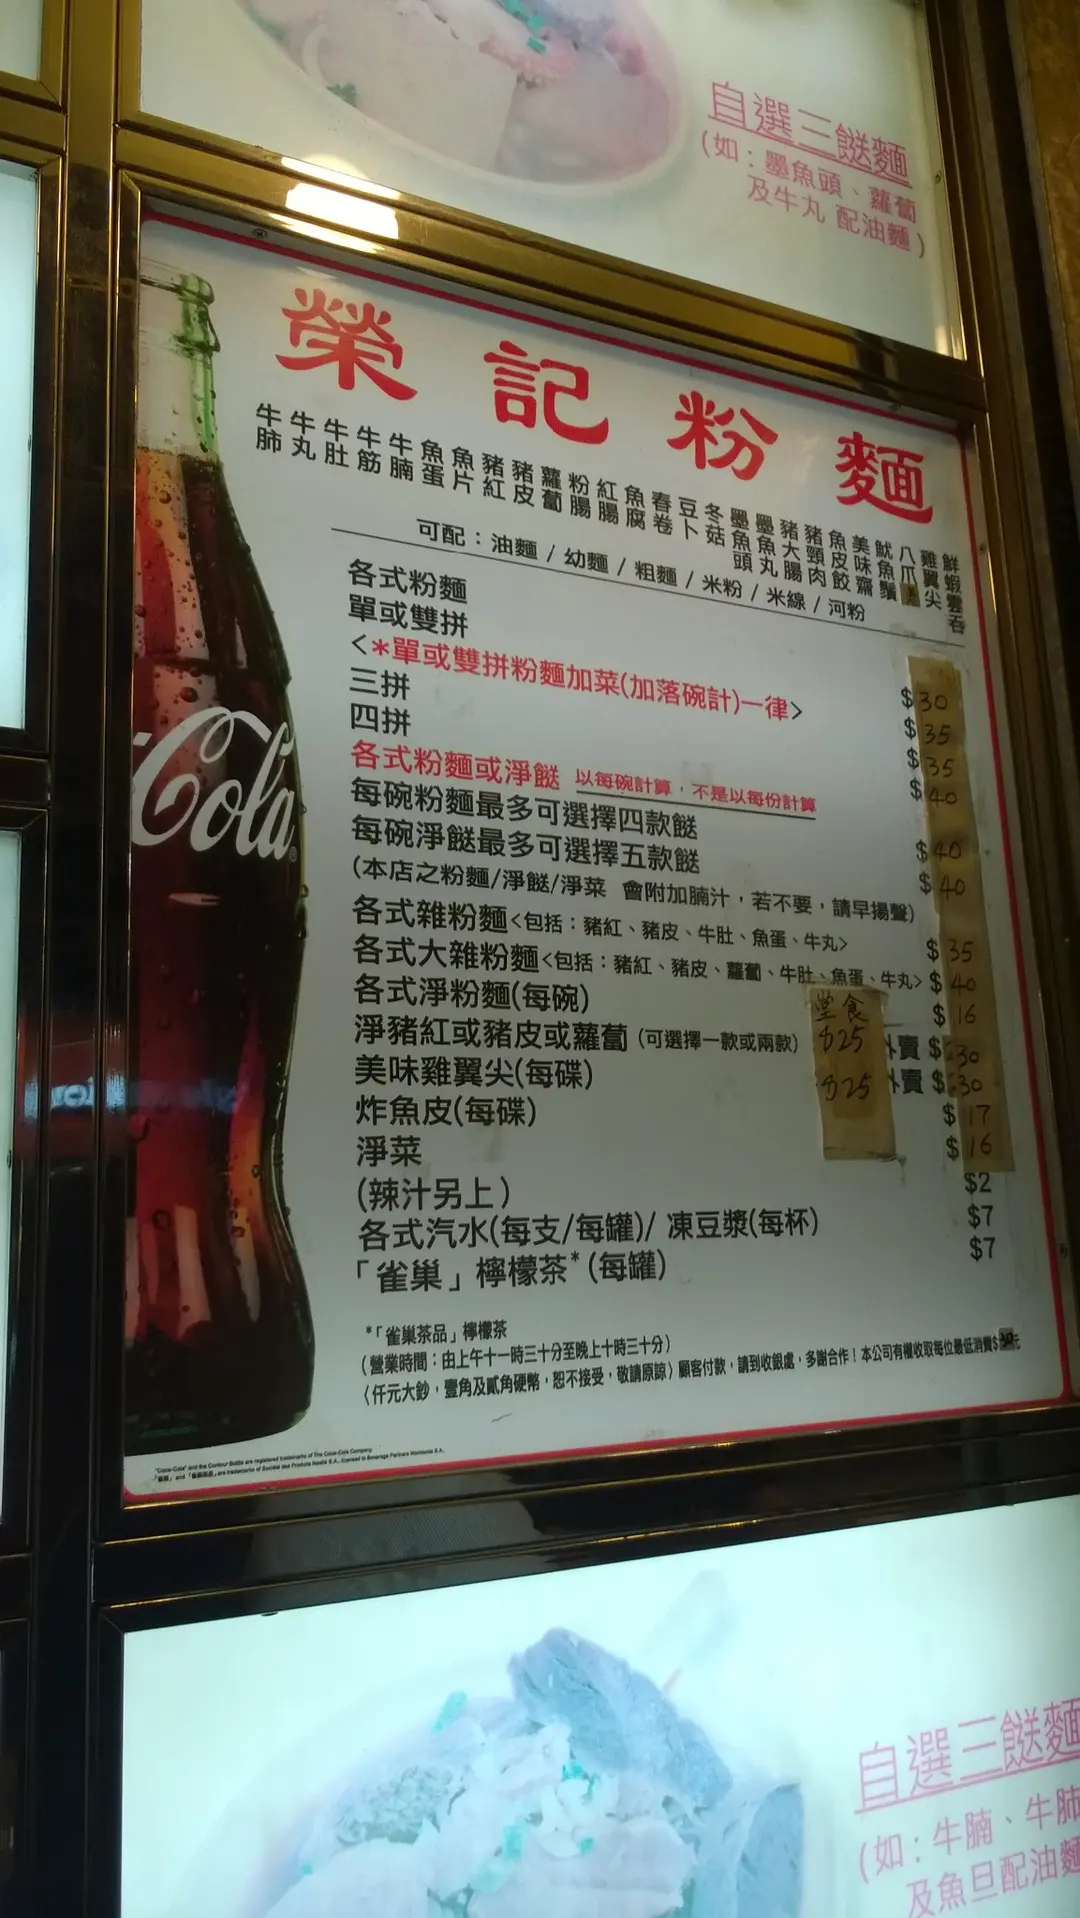 自選三餸麵
(如：墨魚頭、蘿蔔
及牛丸 配油麵)
榮記粉麵
牛肺 牛丸 牛肚 牛筋 牛腩 魚蛋 魚片 豬紅 豬皮 蘿蔔 粉腸 紅腸 魚腐 春卷 豆卜 冬菇 墨魚頭 墨魚丸 豬大腸 豬頸肉 魚皮餃 美味齋 魷魚鬚 八爪 雞翼尖 鮮蝦雲吞
可配：油麵 / 幼麵 / 粗麵 / 米粉 / 米線 / 河粉
各式粉麵
單或雙拼 $30
<*單或雙拼粉麵加菜(加落碗計)一律> $35
三拼 $35
四拼 $40
各式粉麵或淨餸 以每碗計算，不是以每份計算
每碗粉麵最多可選擇四款餸 $40
每碗淨餸最多可選擇五款餸 $40
(本店之粉麵/淨餸/淨菜 會附加腩汁，若不要，請早揚聲)
各式雜粉麵<包括：豬紅、豬皮、牛肚、魚蛋、牛丸> $35
各式大雜粉麵<包括：豬紅、豬皮、蘿蔔、牛肚、魚蛋、牛丸> $40
各式淨粉麵(每碗) $16
堂食
淨豬紅或豬皮或蘿蔔 (可選擇一款或兩款) $25 外賣 $30
美味雞翼尖(每碟) $25 外賣 $30
炸魚皮(每碟) $17
淨菜 $16
(辣汁另上) $2
各式汽水(每支/每罐)/ 凍豆漿(每杯) $7
「雀巢」檸檬茶*(每罐) $7
*「雀巢茶品」檸檬茶
(營業時間：由上午十一時三十分至晚上十時三十分)
(仟元大鈔，壹角及貳角硬幣，恕不接受，敬請原諒) 顧客付款，請到收銀處，多謝合作！本公司有權收取每位最低消費$30元
Cola
"Coca-Cola" and the Contour Bottle are registered trademarks of The Coca-Cola Company.
自選三餸麵
(如：牛腩、牛肺
及魚旦配油麵